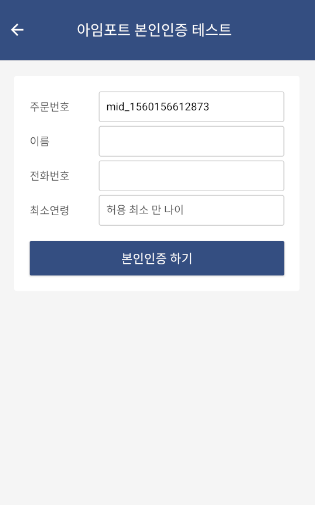 아임포트 본인인증 테스트
주문번호 mid_1560156612873
이름
전화번호
최소연령 허용 최소 만 나이
본인인증 하기